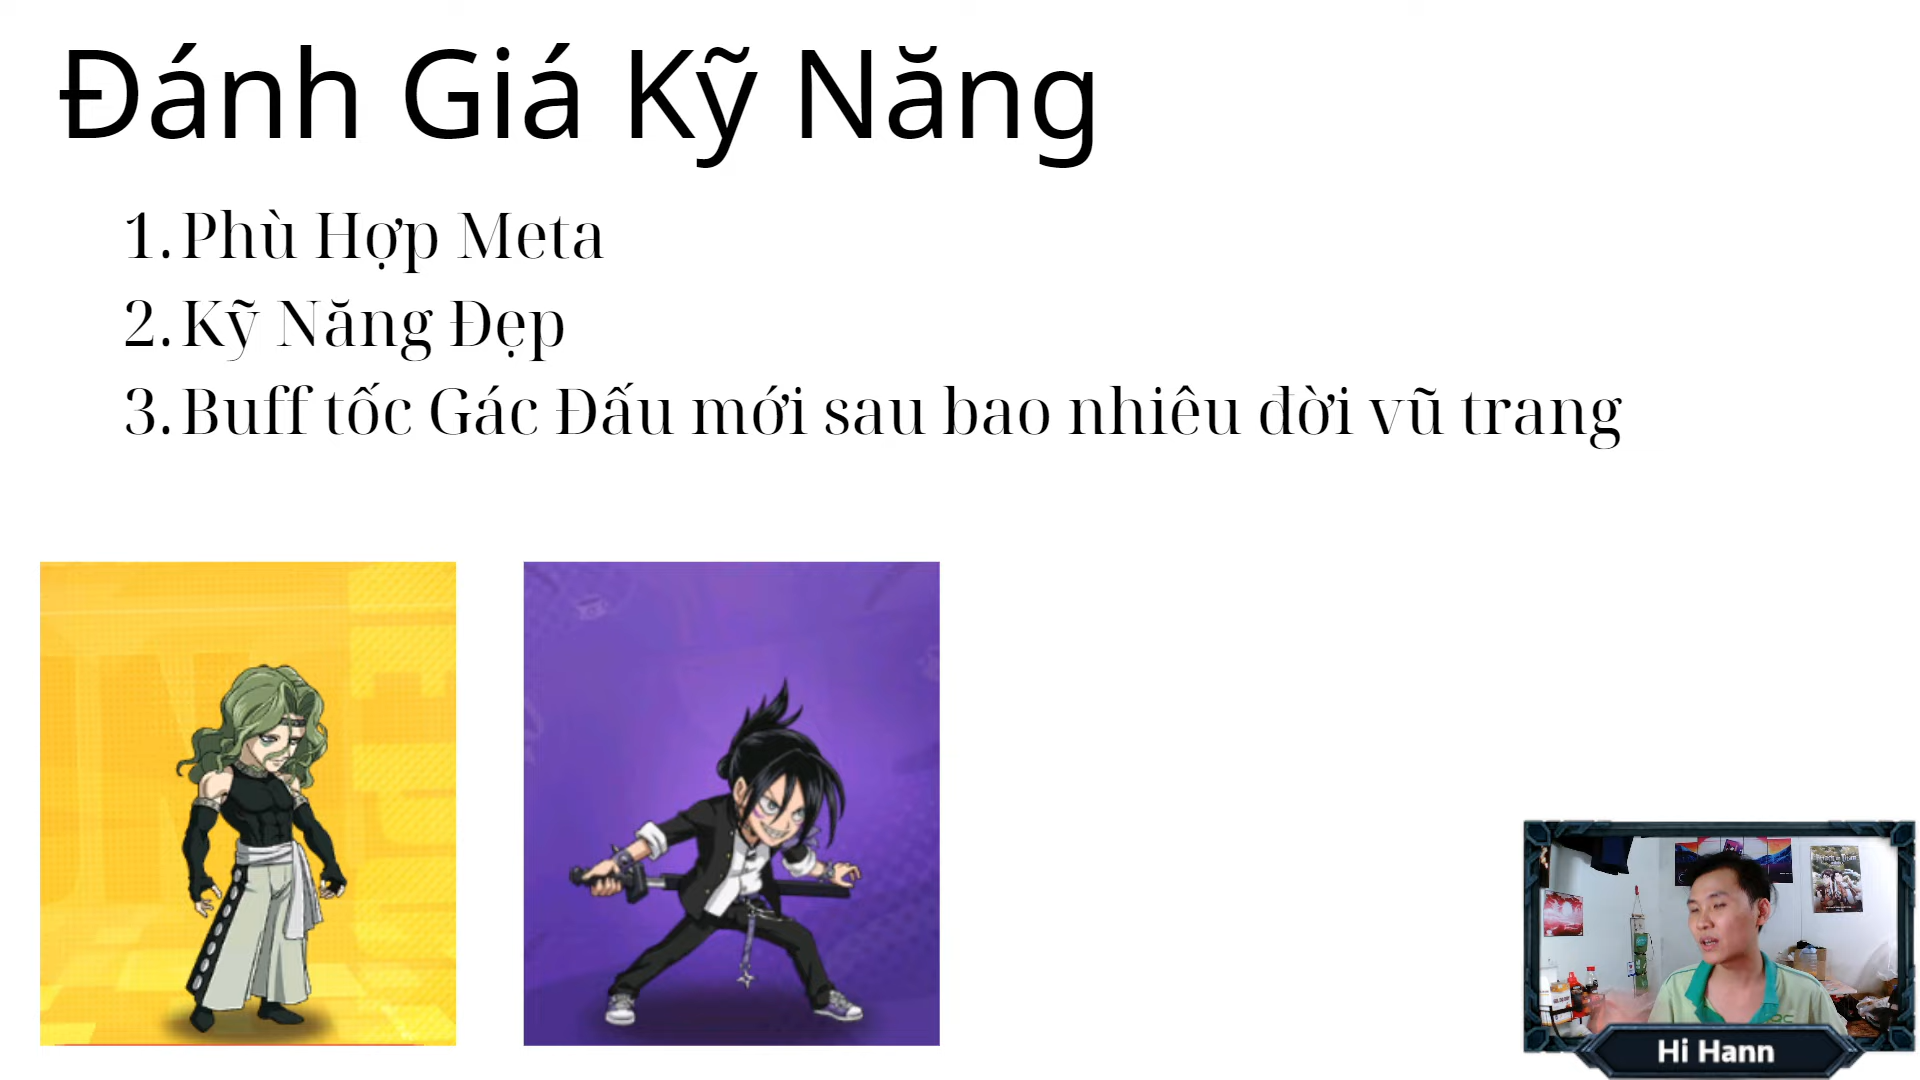 Đánh Giá Kỹ Năng
1. Phù Hợp Meta
2. Kỹ Năng Đẹp
3. Buff tốc Gác Đấu mới sau bao nhiêu đời vũ trang
Hi Hann